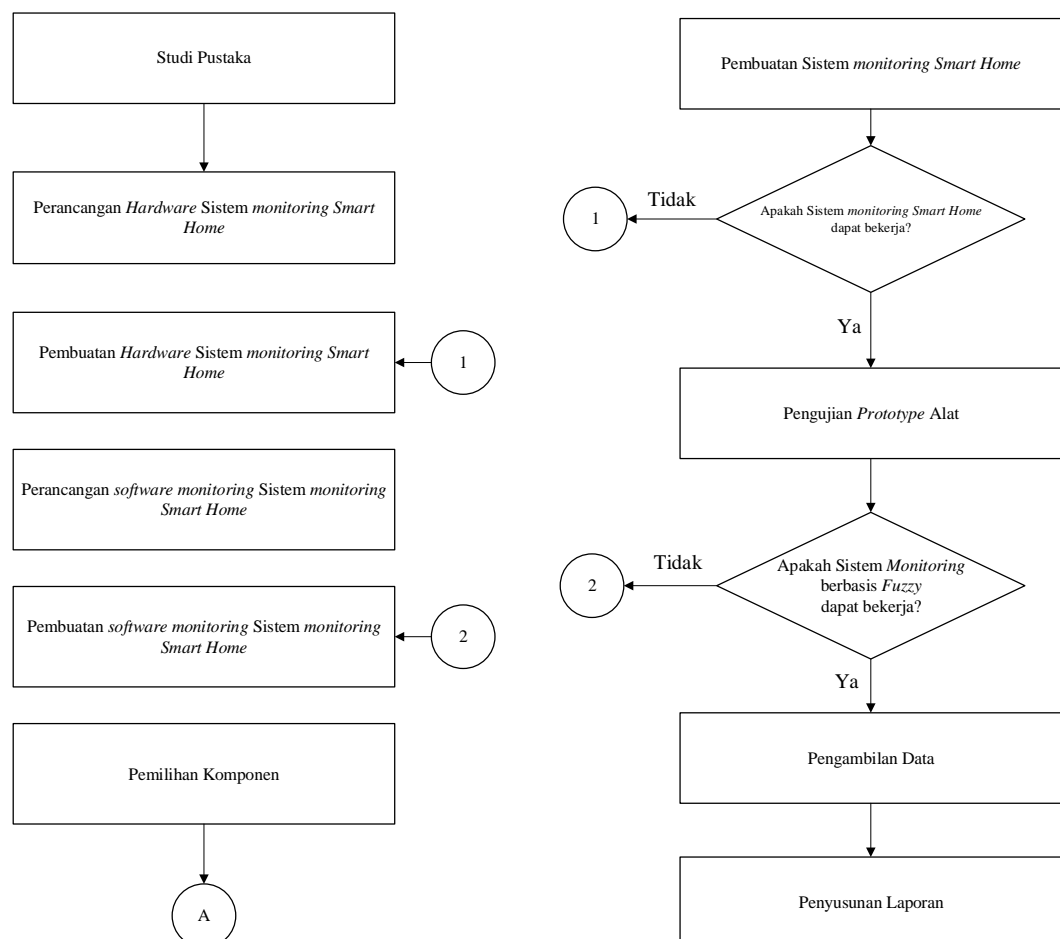 Studi Pustaka
Perancangan Hardware Sistem monitoring Smart
Home
Pembuatan Hardware Sistem monitoring Smart
Home
1
Perancangan software monitoring Sistem monitoring
Smart Home
Pembuatan software monitoring Sistem monitoring
Smart Home
2
Pemilihan Komponen
A
Pembuatan Sistem monitoring Smart Home
Apakah Sistem monitoring Smart Home
dapat bekerja?
Tidak
1
Ya
Pengujian Prototype Alat
Apakah Sistem Monitoring
berbasis Fuzzy
dapat bekerja?
Tidak
2
Ya
Pengambilan Data
Penyusunan Laporan